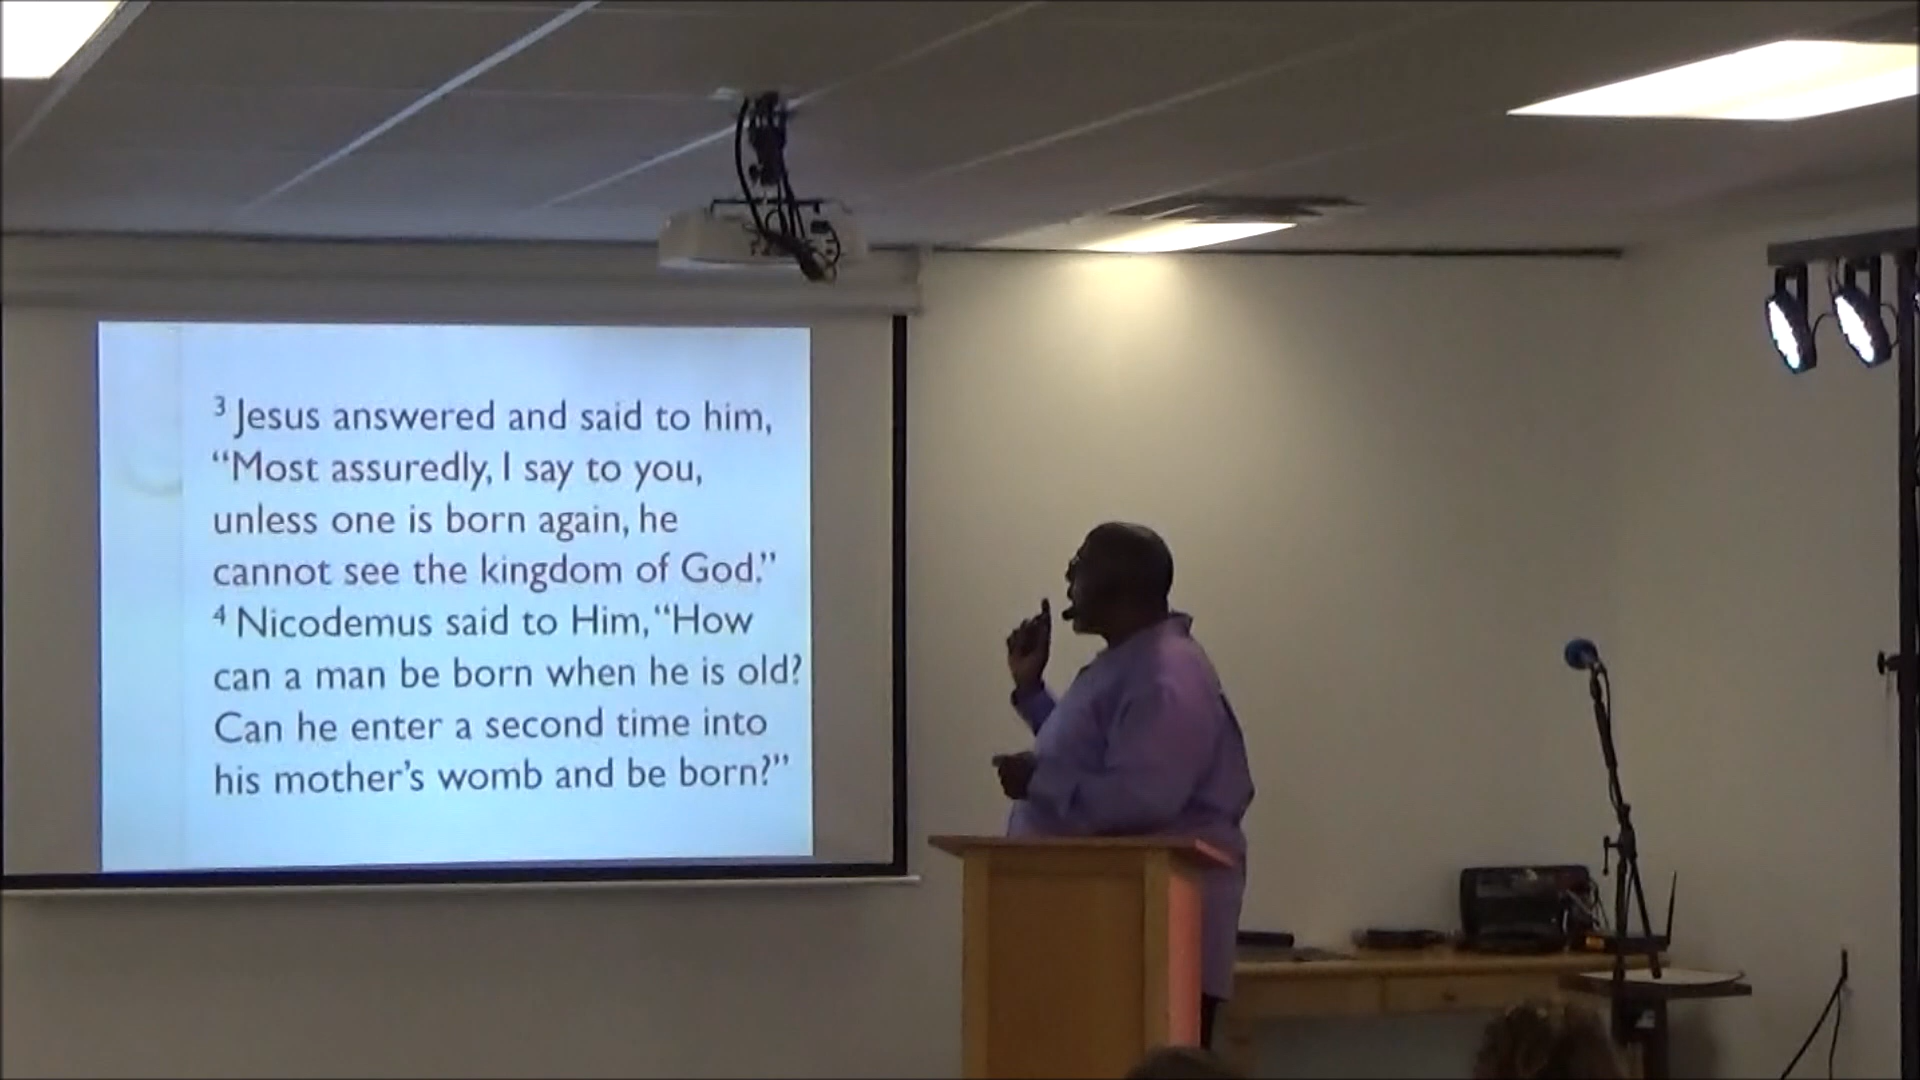 ³ Jesus answered and said to him,
“Most assuredly, I say to you,
unless one is born again, he
cannot see the kingdom of God.”
⁴ Nicodemus said to Him, “How
can a man be born when he is old?
Can he enter a second time into
his mother’s womb and be born?”